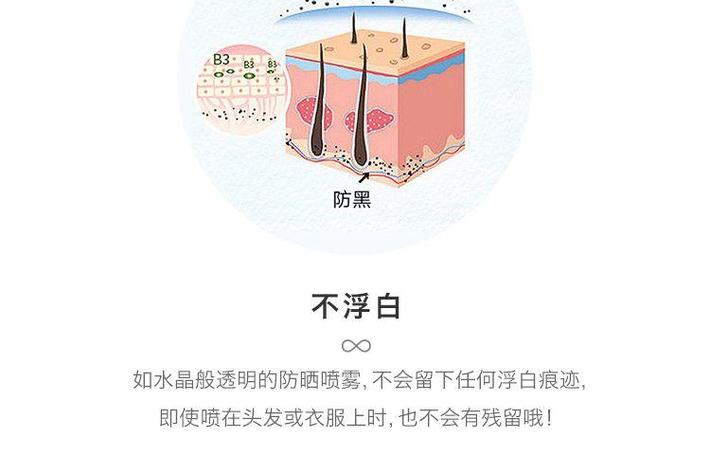 B3 B3 B3
防黑
不浮白
如水晶般透明的防晒喷雾,不会留下任何浮白痕迹,
即使喷在头发或衣服上时,也不会有残留哦!